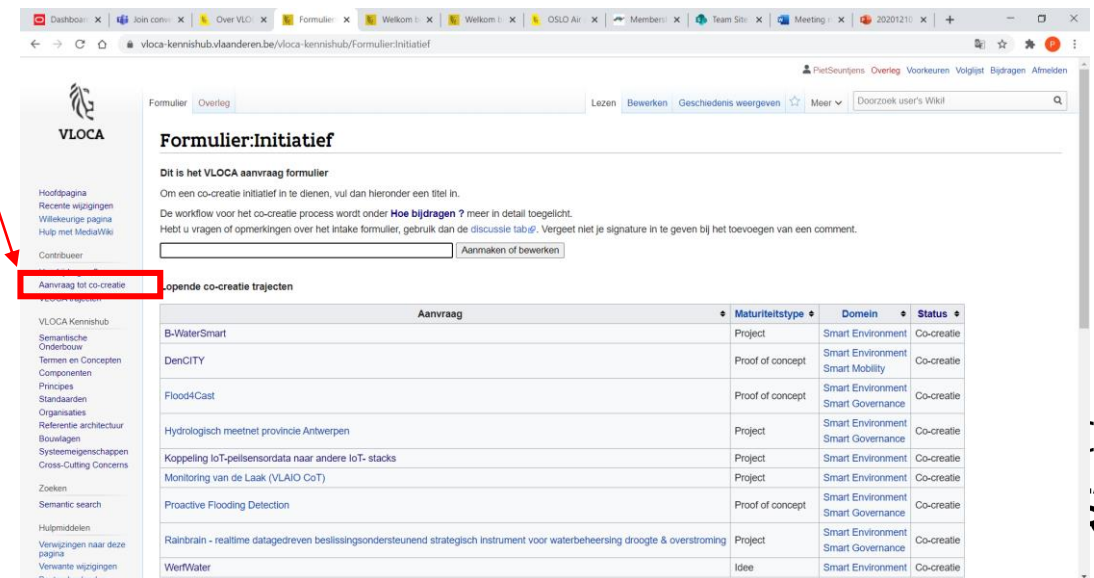 Dashboar
Join conve
Over VLO
Formulier
Welkom b
Welkom b
OSLO Air
Members
Team Site
Meeting
20201210
vloca-kennishub.vlaanderen.be/vloca-kennishub/Formulier:Initiatief
PietSeuntjens Overleg Voorkeuren Volglijst Bijdragen Afmelden
VLOCA
Formulier Overleg Lezen Bewerken Geschiedenis weergeven Meer Doorzoek user's Wiki!
Formulier:Initiatief
Dit is het VLOCA aanvraag formulier
Om een co-creatie initiatief in te dienen, vul dan hieronder een titel in.
De workflow voor het co-creatie process wordt onder Hoe bijdragen ? meer in detail toegelicht.
Hebt u vragen of opmerkingen over het intake formulier, gebruik dan de discussie tab. Vergeet niet je signature in te geven bij het toevoegen van een comment.
Aanmaken of bewerken
Hoofdpagina
Recente wijzigingen
Willekeurige pagina
Hulp met MediaWiki
Contribueer
Aanvraag tot co-creatie
VLOCA Kennishub
Semantische
Onderbouw
Termen en Concepten
Componenten
Principes
Standaarden
Organisaties
Referentie architectuur
Bouwlagen
Systeemeigenschappen
Cross-Cutting Concerns
Zoeken
Semantic search
Hulpmiddelen
Verwijzingen naar deze
pagina
Verwante wijzigingen
Lopende co-creatie trajecten
Aanvraag Maturiteitstype Domein Status
B-WaterSmart Project Smart Environment Co-creatie
DenCITY Proof of concept Smart Environment Co-creatie
Smart Mobility
Flood4Cast Proof of concept Smart Environment Co-creatie
Smart Governance
Hydrologisch meetnet provincie Antwerpen Project Smart Environment Co-creatie
Smart Governance
Koppeling IoT-peilsensordata naar andere IoT- stacks Project Smart Environment Co-creatie
Monitoring van de Laak (VLAIO CoT) Project Smart Environment Co-creatie
Proactive Flooding Detection Proof of concept Smart Environment Co-creatie
Smart Governance
Rainbrain - realtime datagedreven beslissingsondersteunend strategisch instrument voor waterbeheersing droogte & overstroming Project Smart Environment Co-creatie
Smart Governance
WerfWater Idee Smart Environment Co-creatie